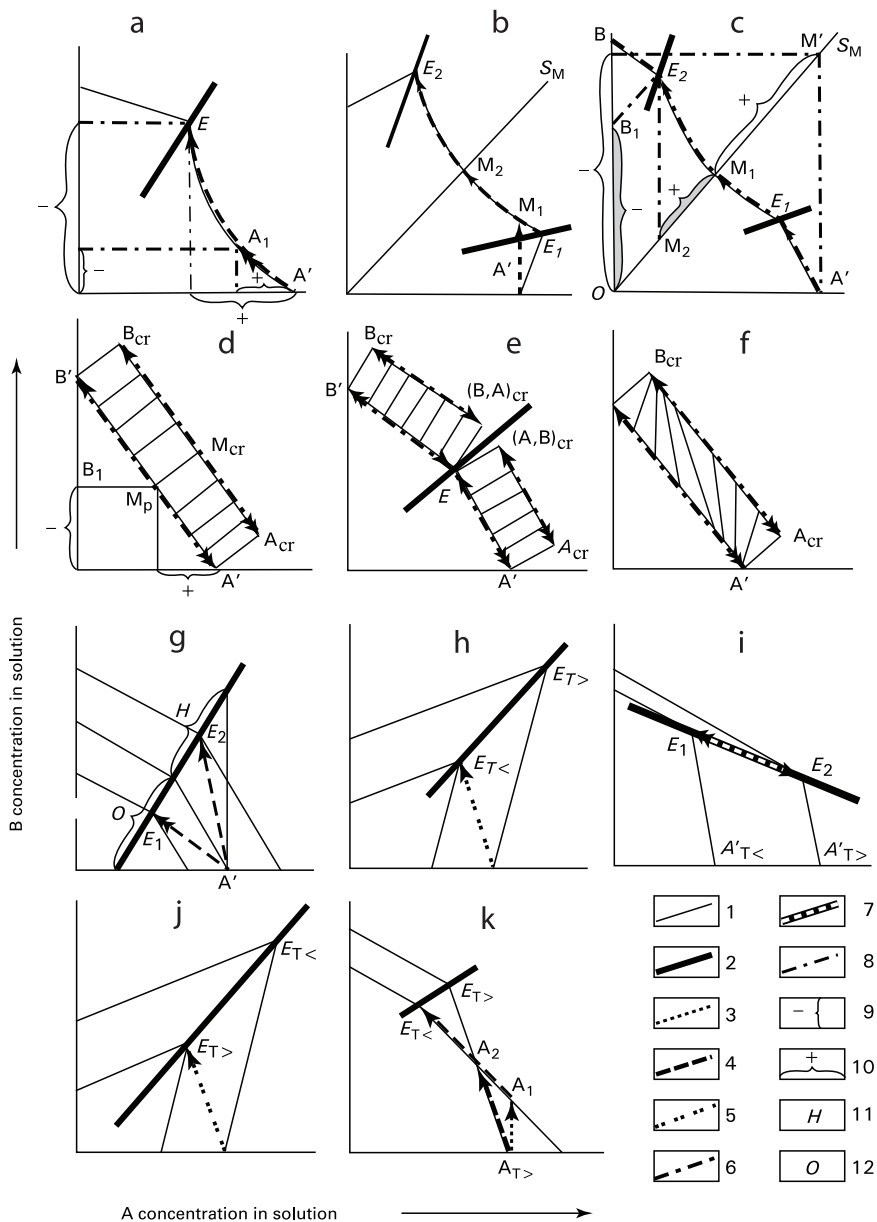 a
E
A1
A′
−
−
+
+
b
E2
SM
M2
M1
E1
A′
c
B
M′
SM
E2
+
B1
−
M1
+
−
E1
M2
O
A′
d
Bcr
B′
Mcr
B1
Mp
Acr
−
+
A′
e
Bcr
B′
(B,A)cr
(A,B)cr
E
Acr
A′
f
Bcr
Acr
A′
g
H
E2
O
E1
A′
h
ET>
ET<
i
E1
E2
A′T<
A′T>
j
ET<
ET>
k
ET>
ET<
A2
A1
AT>
1
7
2
8
3
− 9
4
+ 10
5
H 11
6
O 12
B concentration in solution
A concentration in solution